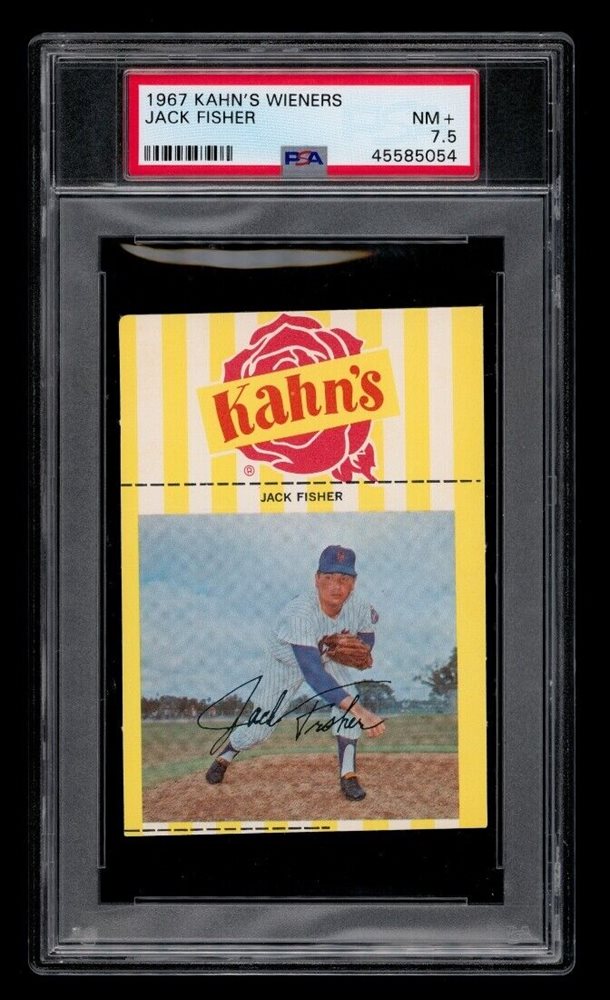 1967 KAHN'S WIENERS
JACK FISHER
NM+
7.5
PSA
45585054
Kahn's
®
JACK FISHER
Jack Fisher